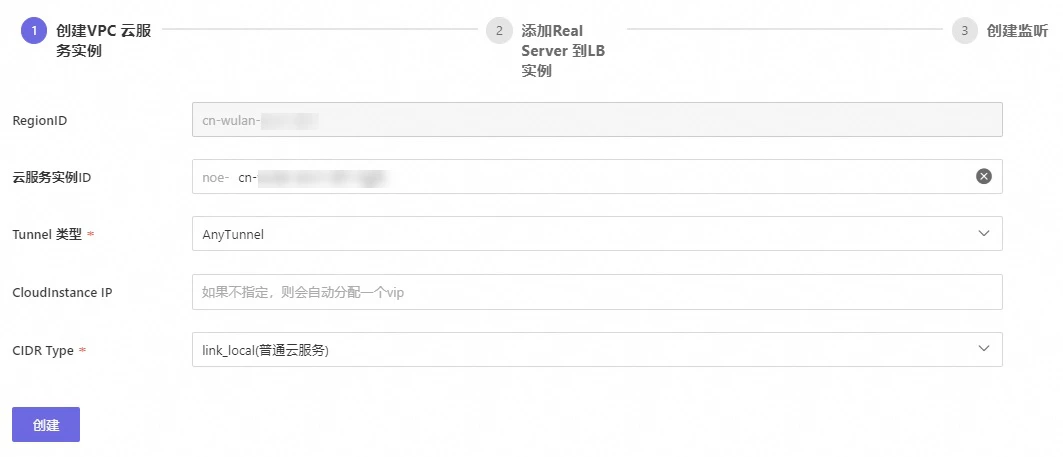 1 创建VPC 云服务实例
2 添加Real Server 到LB 实例
3 创建监听
RegionID
cn-wulan-
云服务实例ID
noe- cn-
Tunnel 类型 *
AnyTunnel
CloudInstance IP
如果不指定，则会自动分配一个vip
CIDR Type *
link_local(普通云服务)
创建